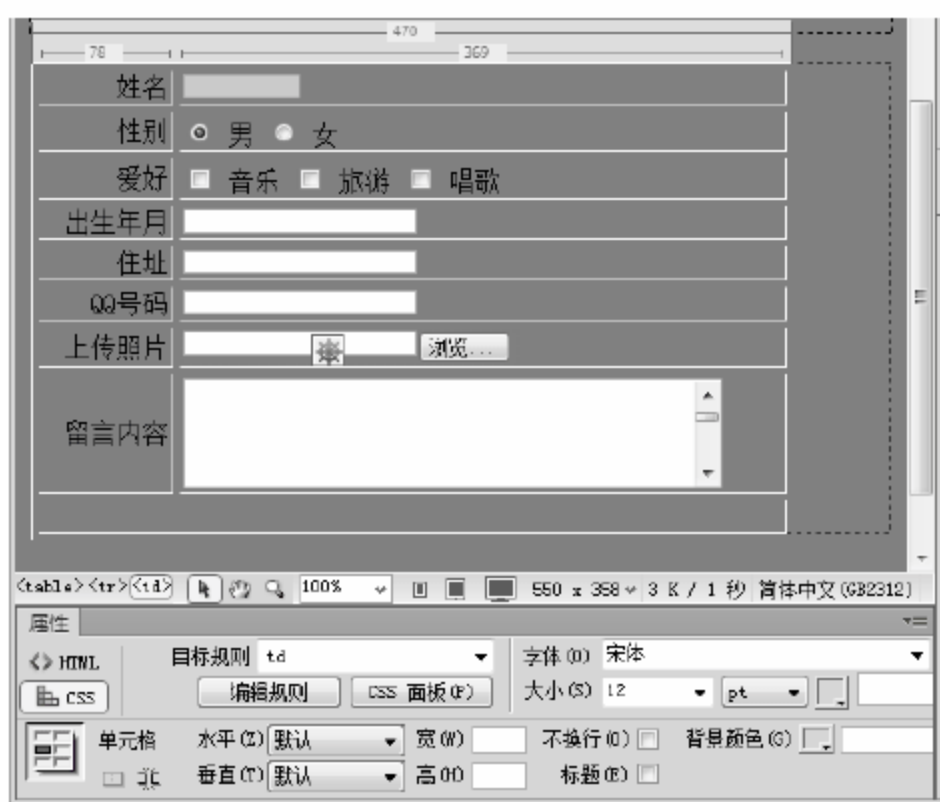 470
78 369
姓名
性别 男 女
爱好 音乐 旅游 唱歌
出生年月
住址
QQ号码
上传照片 浏览...
留言内容
<table><tr><td> 100% 550 x 358 3 K / 1 秒 简体中文(GB2312)
属性
<> HTML 目标规则 td 字体(O) 宋体
CSS 编辑规则 CSS 面板(P) 大小(S) 12 pt
单元格 水平(Z) 默认 宽(W) 不换行(O) 背景颜色(G)
垂直(T) 默认 高(H) 标题(E)